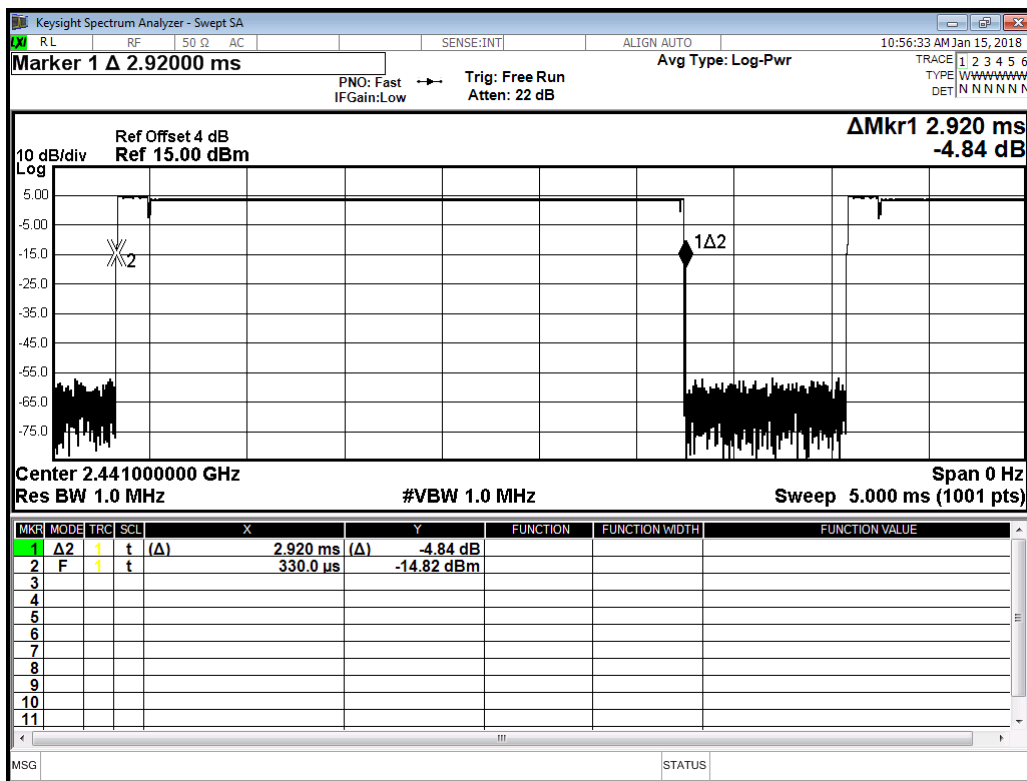 Keysight Spectrum Analyzer - Swept SA
LXI RL RF 50 Ω AC SENSE:INT ALIGN AUTO 10:56:33 AM Jan 15, 2018
Marker 1 Δ 2.92000 ms
PNO: Fast
IFGain:Low
Trig: Free Run
Atten: 22 dB
Avg Type: Log-Pwr
TRACE 1 2 3 4 5 6
TYPE WWWWWW
DET N N N N N N
ΔMkr1 2.920 ms
-4.84 dB
Ref Offset 4 dB
10 dB/div Ref 15.00 dBm
Log
5.00
-5.00
-15.0
-25.0
-35.0
-45.0
-55.0
-65.0
-75.0
2
1Δ2
Center 2.441000000 GHz Span 0 Hz
Res BW 1.0 MHz #VBW 1.0 MHz Sweep 5.000 ms (1001 pts)
MKR MODE TRC SCL X Y FUNCTION FUNCTION WIDTH FUNCTION VALUE
1 Δ2 1 t (Δ) 2.920 ms (Δ) -4.84 dB
2 F 1 t 330.0 µs -14.82 dBm
3
4
5
6
7
8
9
10
11
MSG STATUS